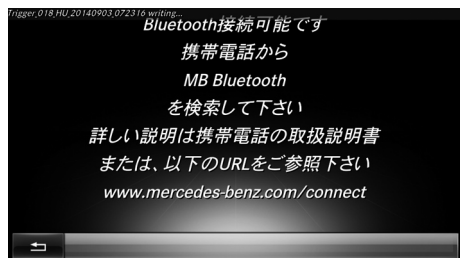 Trigger_018_HU_20140903_072316 writing...
Bluetooth接続可能です
携帯電話から
MB Bluetooth
を検索して下さい
詳しい説明は携帯電話の取扱説明書
または、以下のURLをご参照下さい
www.mercedes-benz.com/connect